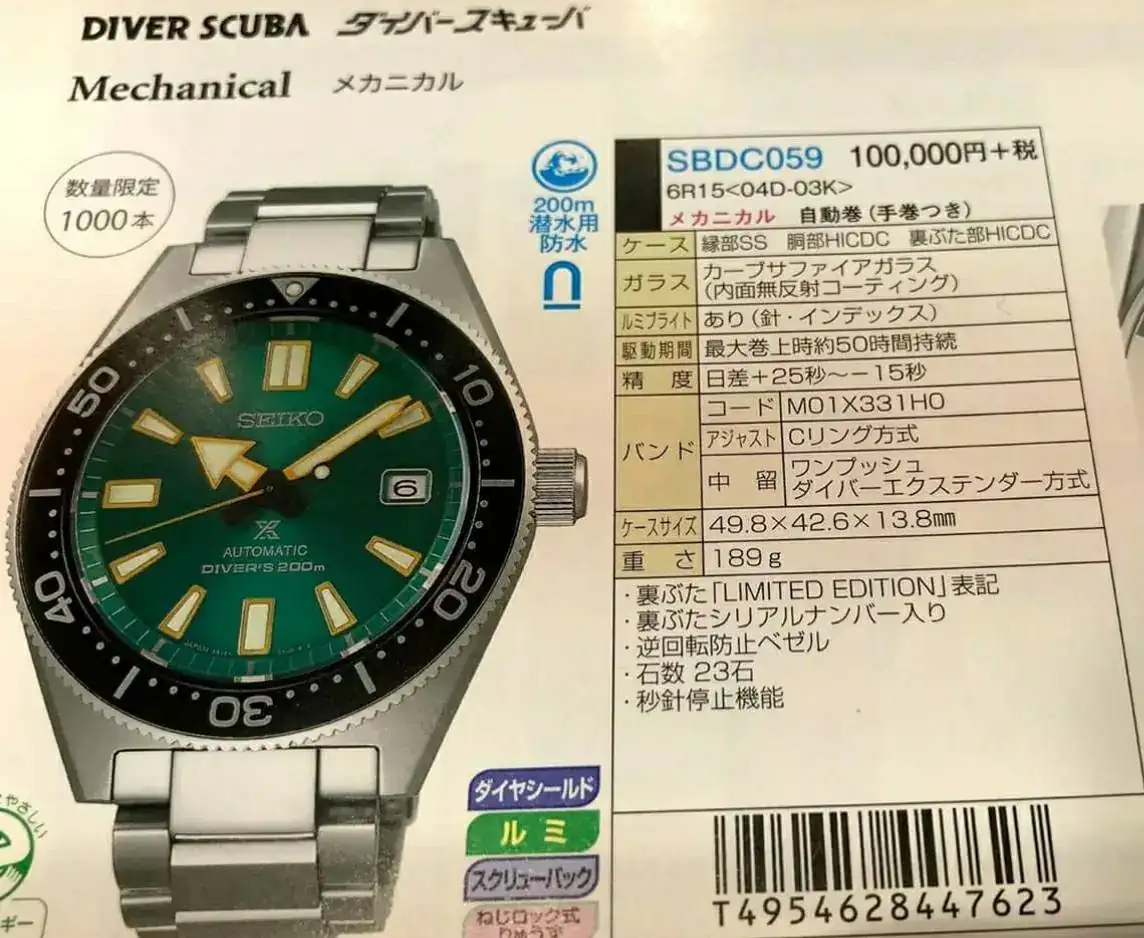 DIVER SCUBA ダイバースキューバ
Mechanical メカニカル
数量限定
1000本
200m
潜水用
防水
SEIKO
X
AUTOMATIC
DIVER'S 200m
6
10
20
30
40
50
SBDC059 100,000円+税
6R15<04D-03K>
メカニカル 自動巻(手巻つき)
ケース 縁部SS 胴部HICDC 裏ぶた部HICDC
ガラス カーブサファイアガラス
(内面無反射コーティング)
ルミブライト あり(針・インデックス)
駆動期間 最大巻上時約50時間持続
精度 日差+25秒〜−15秒
バンド
コード M01X331H0
アジャスト Cリング方式
中留 ワンプッシュ
ダイバーエクステンダー方式
ケースサイズ 49.8×42.6×13.8mm
重さ 189g
・裏ぶた「LIMITED EDITION」表記
・裏ぶたシリアルナンバー入り
・逆回転防止ベゼル
・石数 23石
・秒針停止機能
ダイヤシールド
ルミ
スクリューバック
ねじロック式
りゅうず
やさしい
ギー
T4954628447623